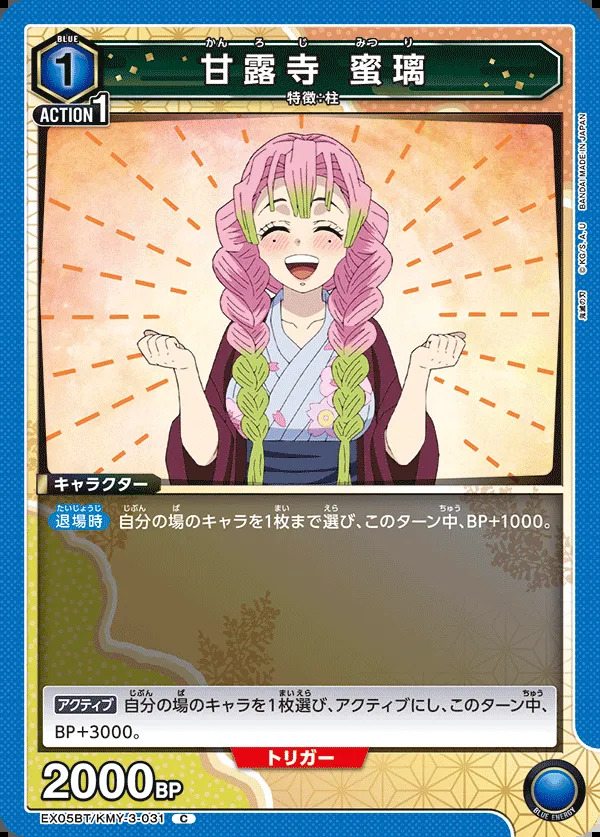 BLUE
1
ACTION 1
かんろじ みつり
甘露寺 蜜璃
特徴:柱
BANDAI MADE IN JAPAN
©KG/S,A,U
鬼滅の刃
キャラクター
たいじょうじ じぶん ば まい えら ちゅう
退場時 自分の場のキャラを1枚まで選び、このターン中、BP+1000。
じぶん ば まいえら ちゅう
アクティブ 自分の場のキャラを1枚選び、アクティブにし、このターン中、
BP+3000。
トリガー
2000BP
BLUE ENERGY
EX05BT/KMY-3-031 C